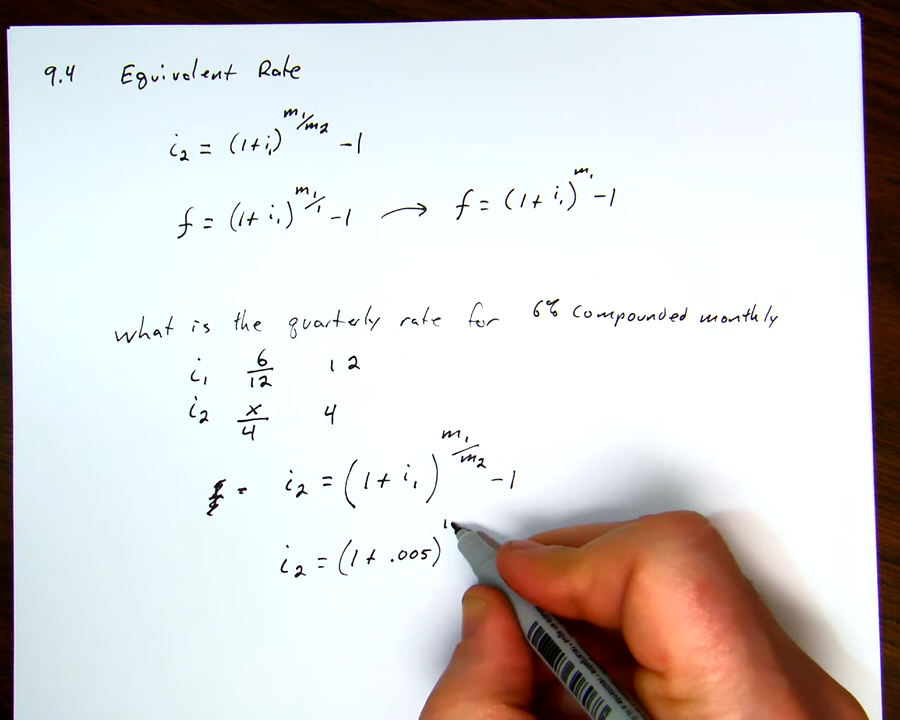 9.4 Equivalent Rate
i₂ = (1+i₁)^(m₁/m₂) -1
f = (1+ i₁)^(m₁/1) -1 → f = (1+ i₁)^(m₁) -1
What is the quarterly rate for 6% compounded monthly
i₁ 6/12 12
i₂ x/4 4
= i₂ = (1+ i₁)^(m₁/m₂) -1
i₂ = (1+ .005)^1